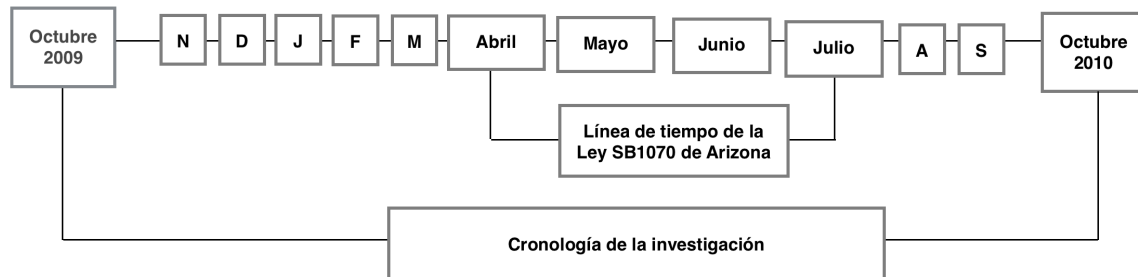 Octubre
2009
N
D
J
F
M
Abril
Mayo
Junio
Julio
A
S
Octubre
2010
Línea de tiempo de la
Ley SB1070 de Arizona
Cronología de la investigación